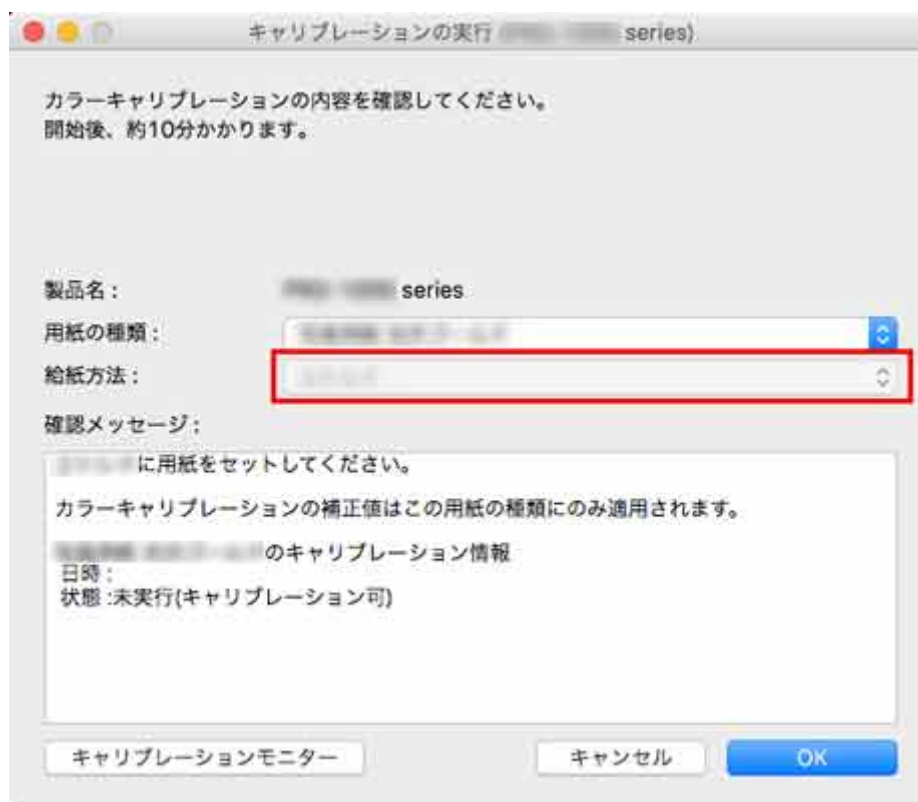 キャリブレーションの実行 series)
カラーキャリブレーションの内容を確認してください。
開始後、約10分かかります。
製品名: series
用紙の種類:
給紙方法:
確認メッセージ:
に用紙をセットしてください。
カラーキャリブレーションの補正値はこの用紙の種類にのみ適用されます。
のキャリブレーション情報
日時:
状態:未実行(キャリブレーション可)
キャリブレーションモニター キャンセル OK